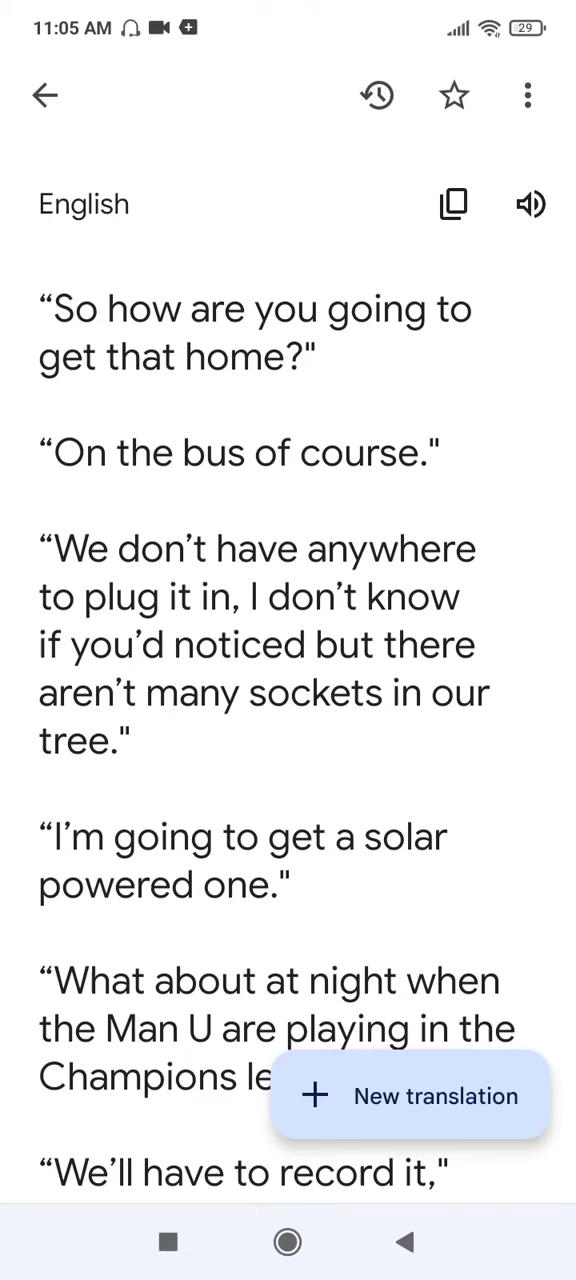 11:05 AM
29
English
“So how are you going to
get that home?"
“On the bus of course."
“We don’t have anywhere
to plug it in, I don’t know
if you’d noticed but there
aren’t many sockets in our
tree."
“I’m going to get a solar
powered one."
“What about at night when
the Man U are playing in the
Champions
New translation
“We’ll have to record it,"